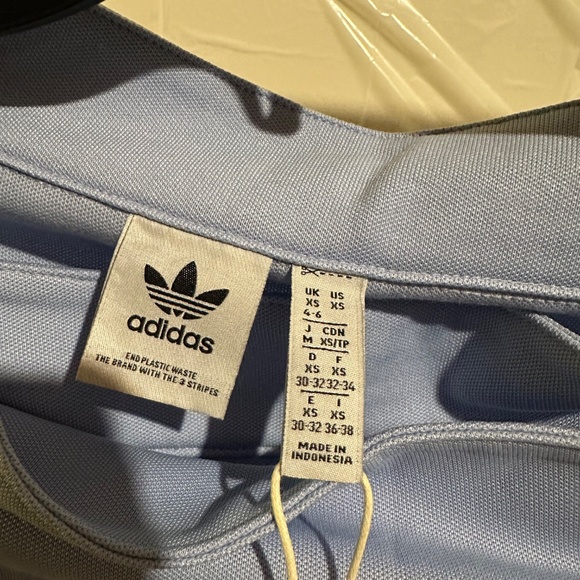 adidas
END PLASTIC WASTE
THE BRAND WITH THE 3 STRIPES
UK US
XS XS
4-6
J CDN
M XS/TP
D F
XS XS
30-32 32-34
E I
XS XS
30-32 36-38
MADE IN
INDONESIA